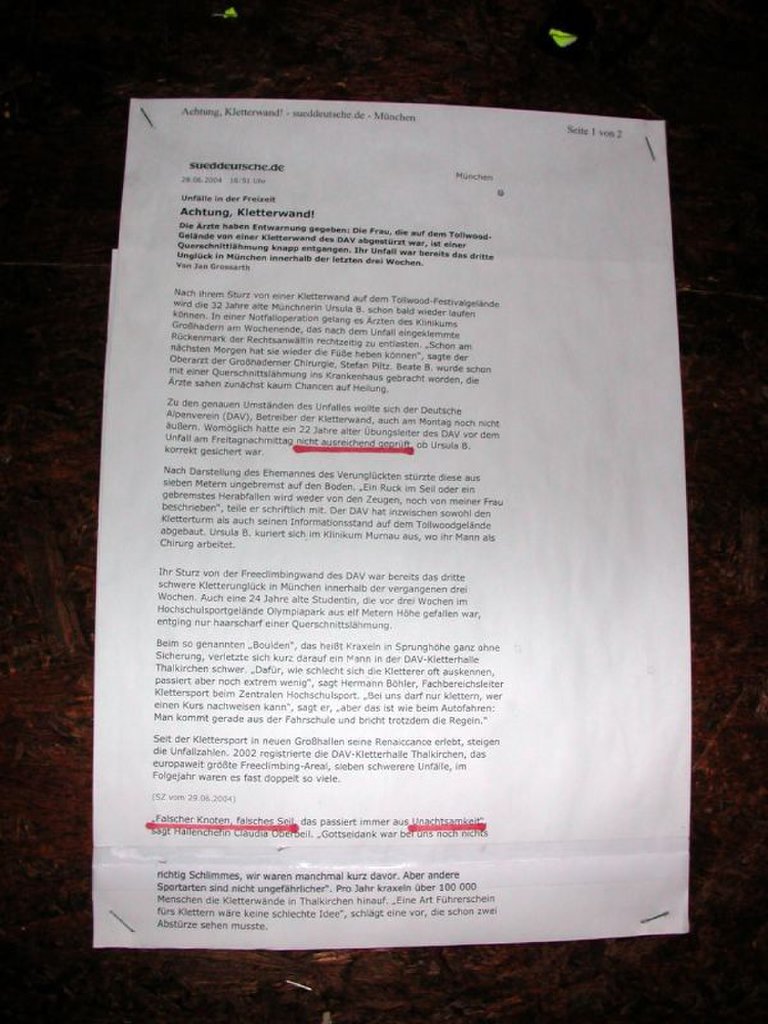 Achtung, Kletterwand! - sueddeutsche.de - München
Seite 1 von 2
sueddeutsche.de
München
28.06.2004 16:51 Uhr
Unfälle in der Freizeit
Achtung, Kletterwand!
Die Ärzte haben Entwarnung gegeben: Die Frau, die auf dem Tollwood-
Gelände von einer Kletterwand des DAV abgestürzt war, ist einer
Querschnittlähmung knapp entgangen. Ihr Unfall war bereits das dritte
Unglück in München innerhalb der letzten drei Wochen.
Von Jan Grossarth
Nach ihrem Sturz von einer Kletterwand auf dem Tollwood-Festivalgelände
wird die 32 Jahre alte Münchnerin Ursula B. schon bald wieder laufen
können. In einer Notfalloperation gelang es Ärzten des Klinikums
Großhadern am Wochenende, das nach dem Unfall eingeklemmte
Rückenmark der Rechtsanwältin rechtzeitig zu entlasten. „Schon am
nächsten Morgen hat sie wieder die Füße heben können", sagte der
Oberarzt der Großhaderner Chirurgie, Stefan Piltz. Beate B. wurde schon
mit einer Querschnittslähmung ins Krankenhaus gebracht worden, die
Ärzte sahen zunächst kaum Chancen auf Heilung.
Zu den genauen Umständen des Unfalles wollte sich der Deutsche
Alpenverein (DAV), Betreiber der Kletterwand, auch am Montag noch nicht
äußern. Womöglich hatte ein 22 Jahre alter Übungsleiter des DAV vor dem
Unfall am Freitagnachmittag nicht ausreichend geprüft, ob Ursula B.
korrekt gesichert war.
Nach Darstellung des Ehemannes des Verunglückten stürzte diese aus
sieben Metern ungebremst auf den Boden. „Ein Ruck im Seil oder ein
gebremstes Herabfallen wird weder von den Zeugen, noch von meiner Frau
beschrieben", teile er schriftlich mit. Der DAV hat inzwischen sowohl den
Kletterturm als auch seinen Informationsstand auf dem Tollwoodgelände
abgebaut. Ursula B. kuriert sich im Klinikum Murnau aus, wo ihr Mann als
Chirurg arbeitet.
Ihr Sturz von der Freeclimbingwand des DAV war bereits das dritte
schwere Kletterunglück in München innerhalb der vergangenen drei
Wochen. Auch eine 24 Jahre alte Studentin, die vor drei Wochen im
Hochschulsportgelände Olympiapark aus elf Metern Höhe gefallen war,
entging nur haarscharf einer Querschnittslähmung.
Beim so genannten „Boulden", das heißt Kraxeln in Sprunghöhe ganz ohne
Sicherung, verletzte sich kurz darauf ein Mann in der DAV-Kletterhalle
Thalkirchen schwer. „Dafür, wie schlecht sich die Kletterer oft auskennen,
passiert aber noch extrem wenig", sagt Hermann Böhler, Fachbereichsleiter
Klettersport beim Zentralen Hochschulsport. „Bei uns darf nur klettern, wer
einen Kurs nachweisen kann", sagt er, „aber das ist wie beim Autofahren:
Man kommt gerade aus der Fahrschule und bricht trotzdem die Regeln."
Seit der Klettersport in neuen Großhallen seine Renaiccance erlebt, steigen
die Unfallzahlen. 2002 registrierte die DAV-Kletterhalle Thalkirchen, das
europaweit größte Freeclimbing-Areal, sieben schwerere Unfälle, im
Folgejahr waren es fast doppelt so viele.
(SZ vom 29.06.2004)
„Falscher Knoten, falsches Seil, das passiert immer aus Unachtsamkeit",
sagt Hallenchefin Claudia Oberbeil. „Gottseidank war bei uns noch nichts
richtig Schlimmes, wir waren manchmal kurz davor. Aber andere
Sportarten sind nicht ungefährlicher". Pro Jahr kraxeln über 100 000
Menschen die Kletterwände in Thalkirchen hinauf. „Eine Art Führerschein
fürs Klettern wäre keine schlechte Idee", schlägt eine vor, die schon zwei
Abstürze sehen musste.